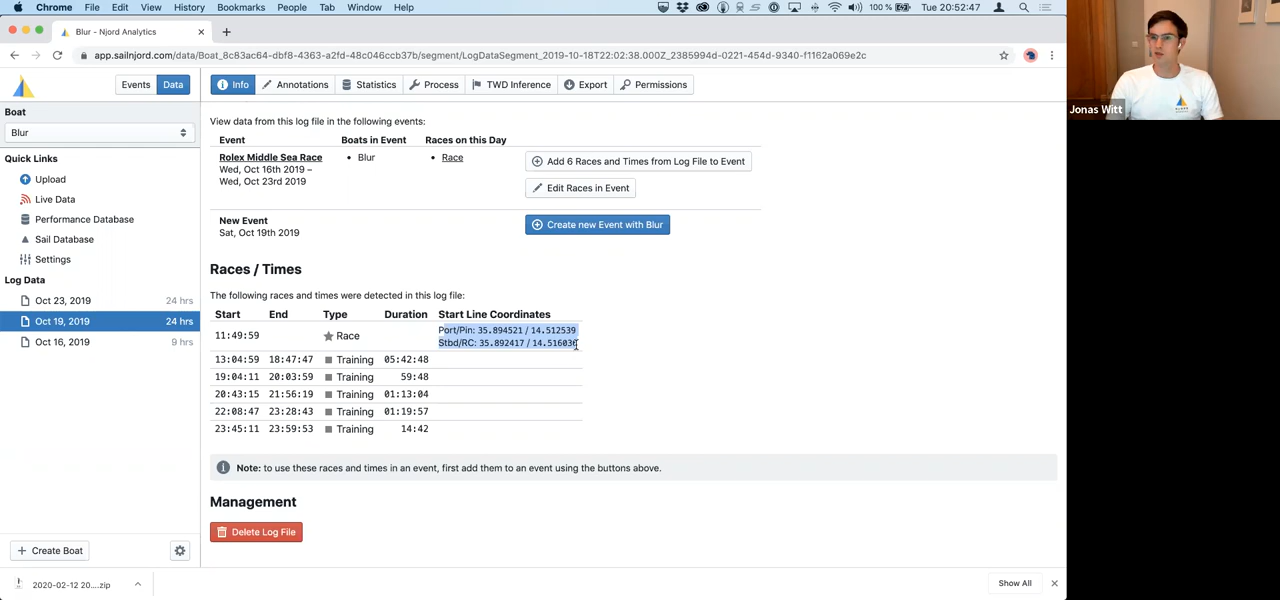 Chrome File Edit View History Bookmarks People Tab Window Help 100 % Tue 20:52:47
Blur - Njord Analytics
app.sailnjord.com/data/Boat_8c83ac64-dbf8-4363-a2fd-48c046ccb37b/segment/LogDataSegment_2019-10-18T22:02:38.000Z_2385994d-0221-454d-9340-f1162a069e2c
Events Data
Info Annotations Statistics Process TWD Inference Export Permissions
Boat
Blur
Quick Links
Upload
Live Data
Performance Database
Sail Database
Settings
Log Data
Oct 23, 2019 24 hrs
Oct 19, 2019 24 hrs
Oct 16, 2019 9 hrs
Create Boat
View data from this log file in the following events:
Event Boats in Event Races on this Day
Rolex Middle Sea Race • Blur • Race Add 6 Races and Times from Log File to Event
Wed, Oct 16th 2019 –
Wed, Oct 23rd 2019 Edit Races in Event
New Event Create new Event with Blur
Sat, Oct 19th 2019
Races / Times
The following races and times were detected in this log file:
Start End Type Duration Start Line Coordinates
11:49:59 Race Port/Pin: 35.894521 / 14.512539
Stbd/RC: 35.892417 / 14.516036
13:04:59 18:47:47 Training 05:42:48
19:04:11 20:03:59 Training 59:48
20:43:15 21:56:19 Training 01:13:04
22:08:47 23:28:43 Training 01:19:57
23:45:11 23:59:53 Training 14:42
Note: to use these races and times in an event, first add them to an event using the buttons above.
Management
Delete Log File
2020-02-12 20....zip
Show All
Jonas Witt